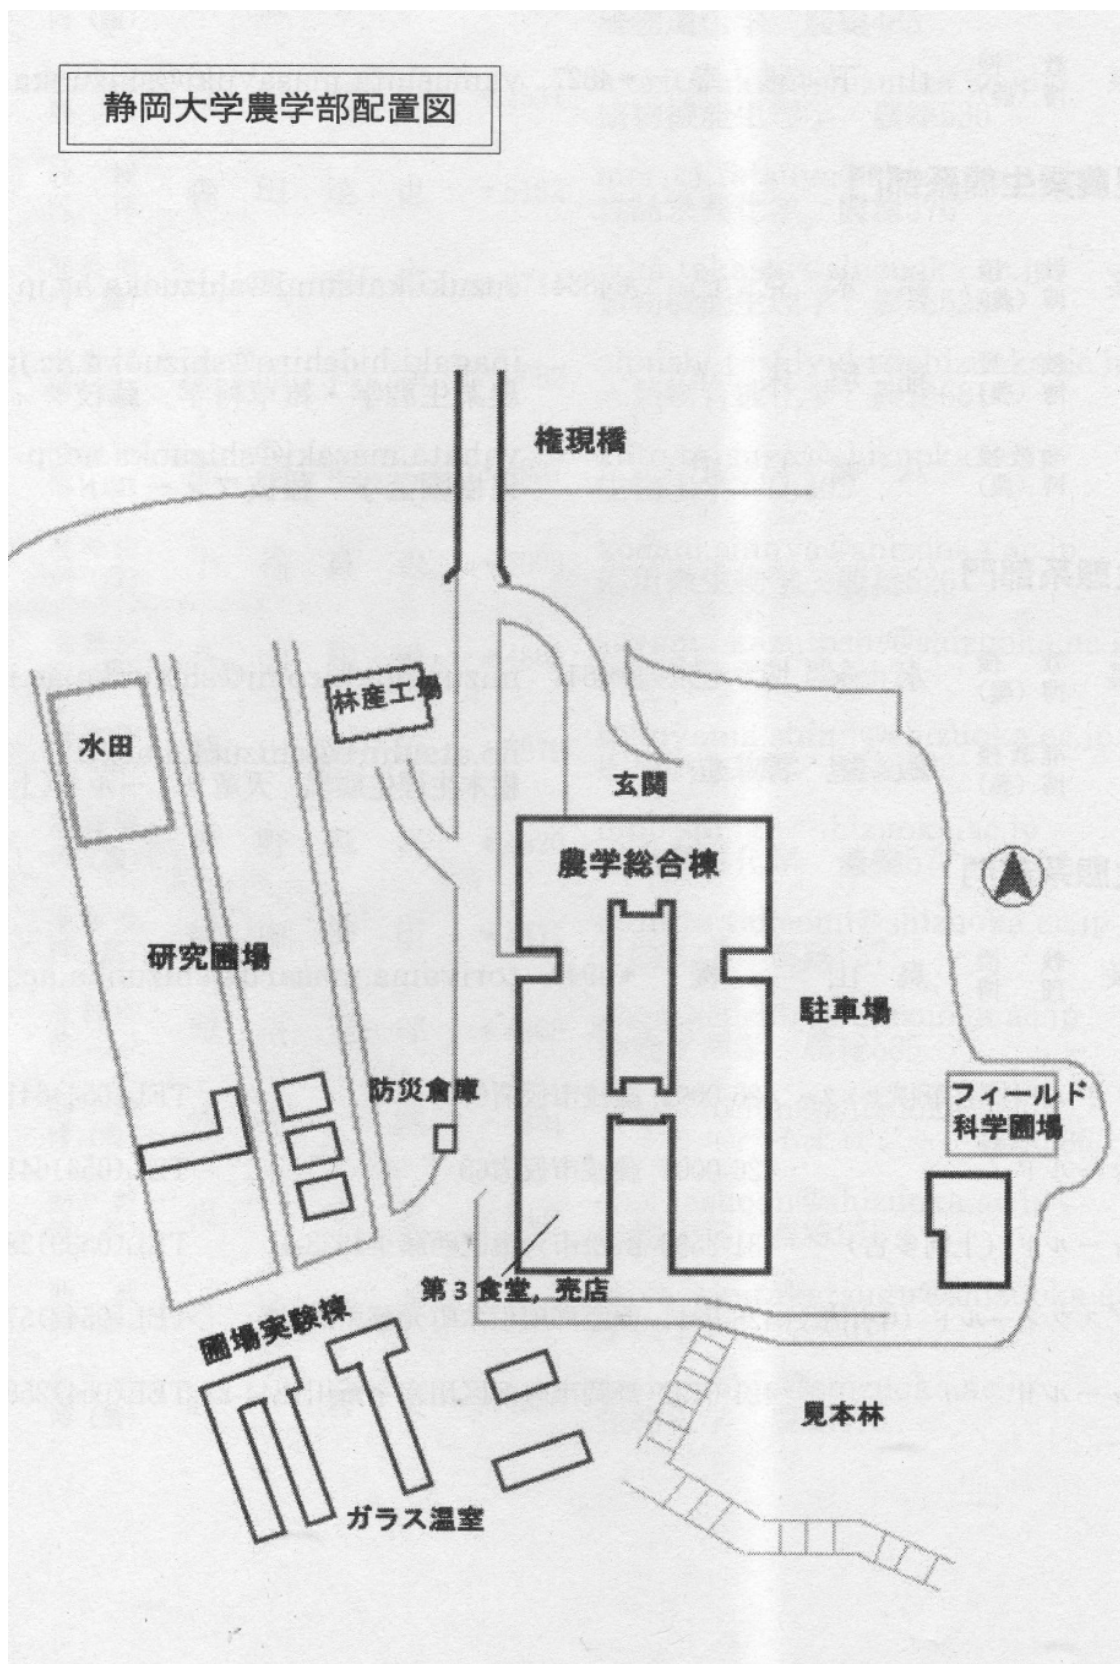 静岡大学農学部配置図
権現橋
林産工場
水田
玄関
農学総合棟
研究圃場
駐車場
防災倉庫
フィールド
科学圃場
第3食堂，売店
圃場実験棟
見本林
ガラス温室